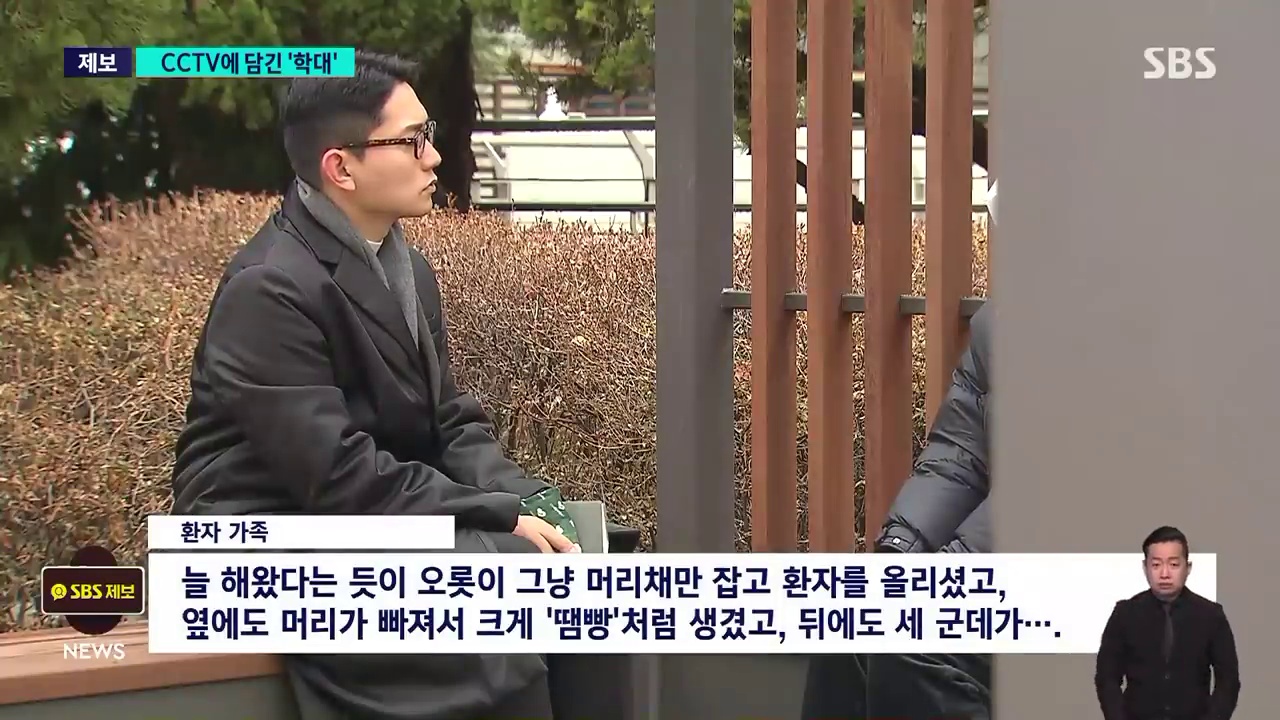 제보 CCTV에 담긴 '학대'
SBS
환자 가족
늘 해왔다는 듯이 오롯이 그냥 머리채만 잡고 환자를 올리셨고,
옆에도 머리가 빠져서 크게 '땜빵'처럼 생겼고, 뒤에도 세 군데가….
SBS 제보
NEWS